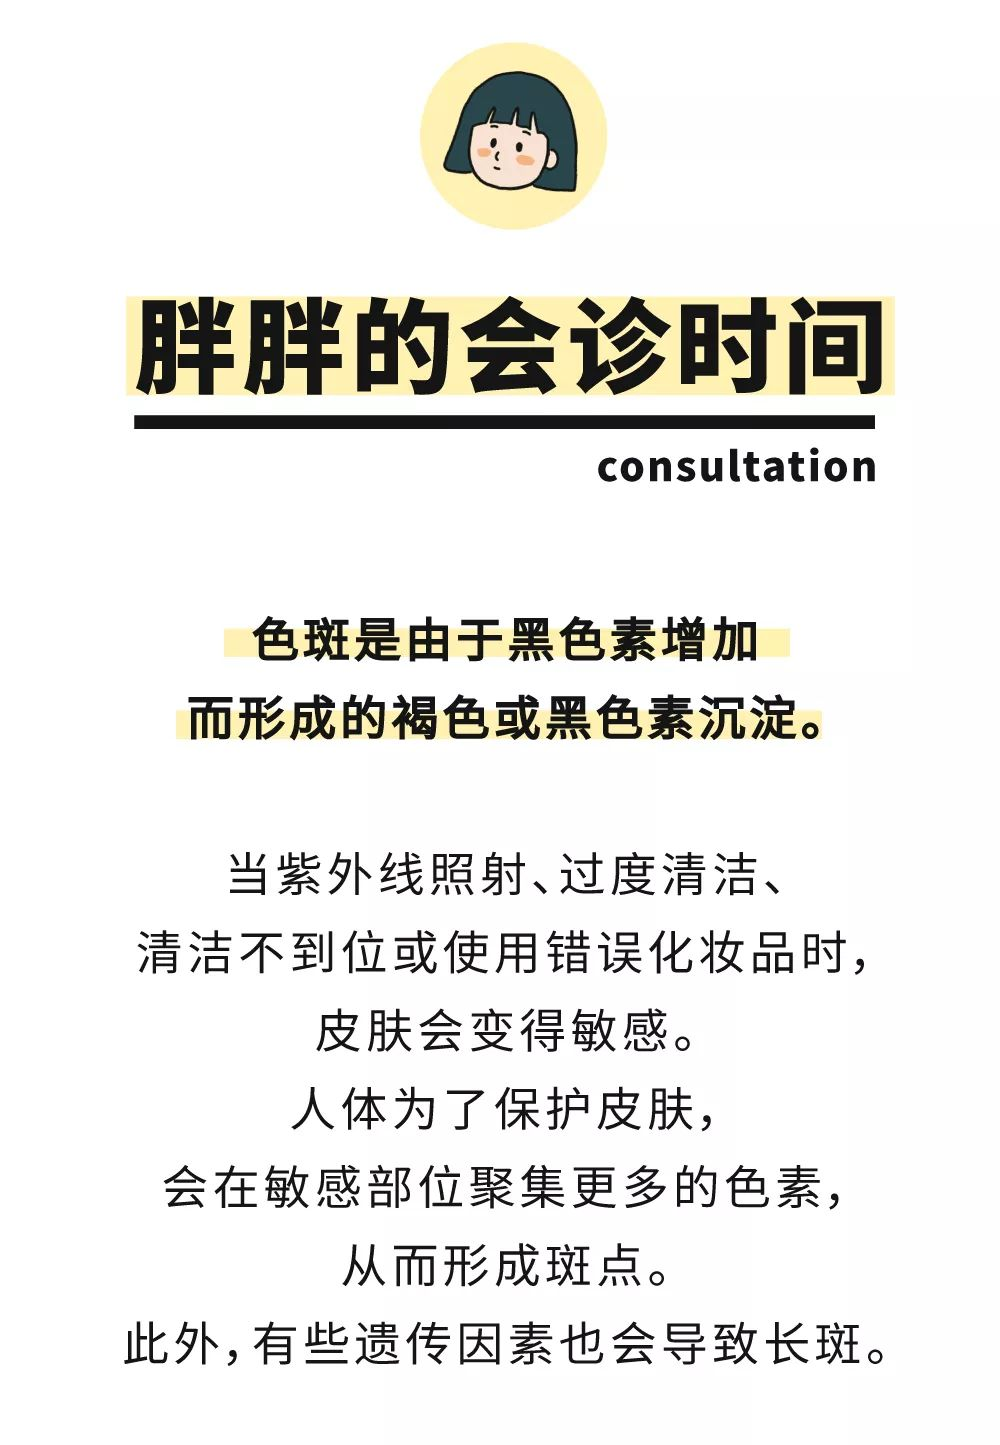 胖胖的会诊时间
consultation
色斑是由于黑色素增加
而形成的褐色或黑色素沉淀。
当紫外线照射、过度清洁、
清洁不到位或使用错误化妆品时，
皮肤会变得敏感。
人体为了保护皮肤，
会在敏感部位聚集更多的色素，
从而形成斑点。
此外，有些遗传因素也会导致长斑。